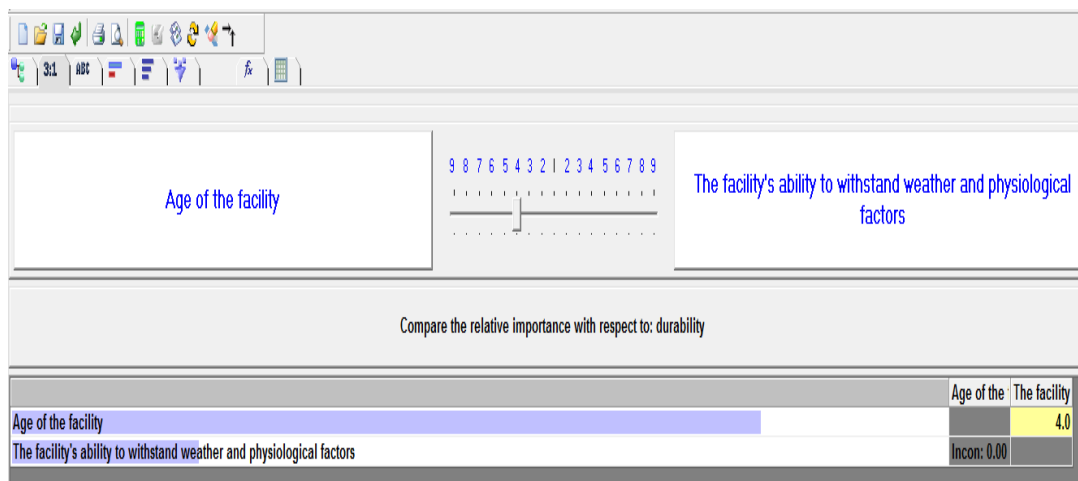 3:1 ABC fx
9 8 7 6 5 4 3 2 1 2 3 4 5 6 7 8 9
Age of the facility
The facility's ability to withstand weather and physiological
factors
Compare the relative importance with respect to: durability
Age of the The facility
Age of the facility 4.0
The facility's ability to withstand weather and physiological factors Incon: 0.00